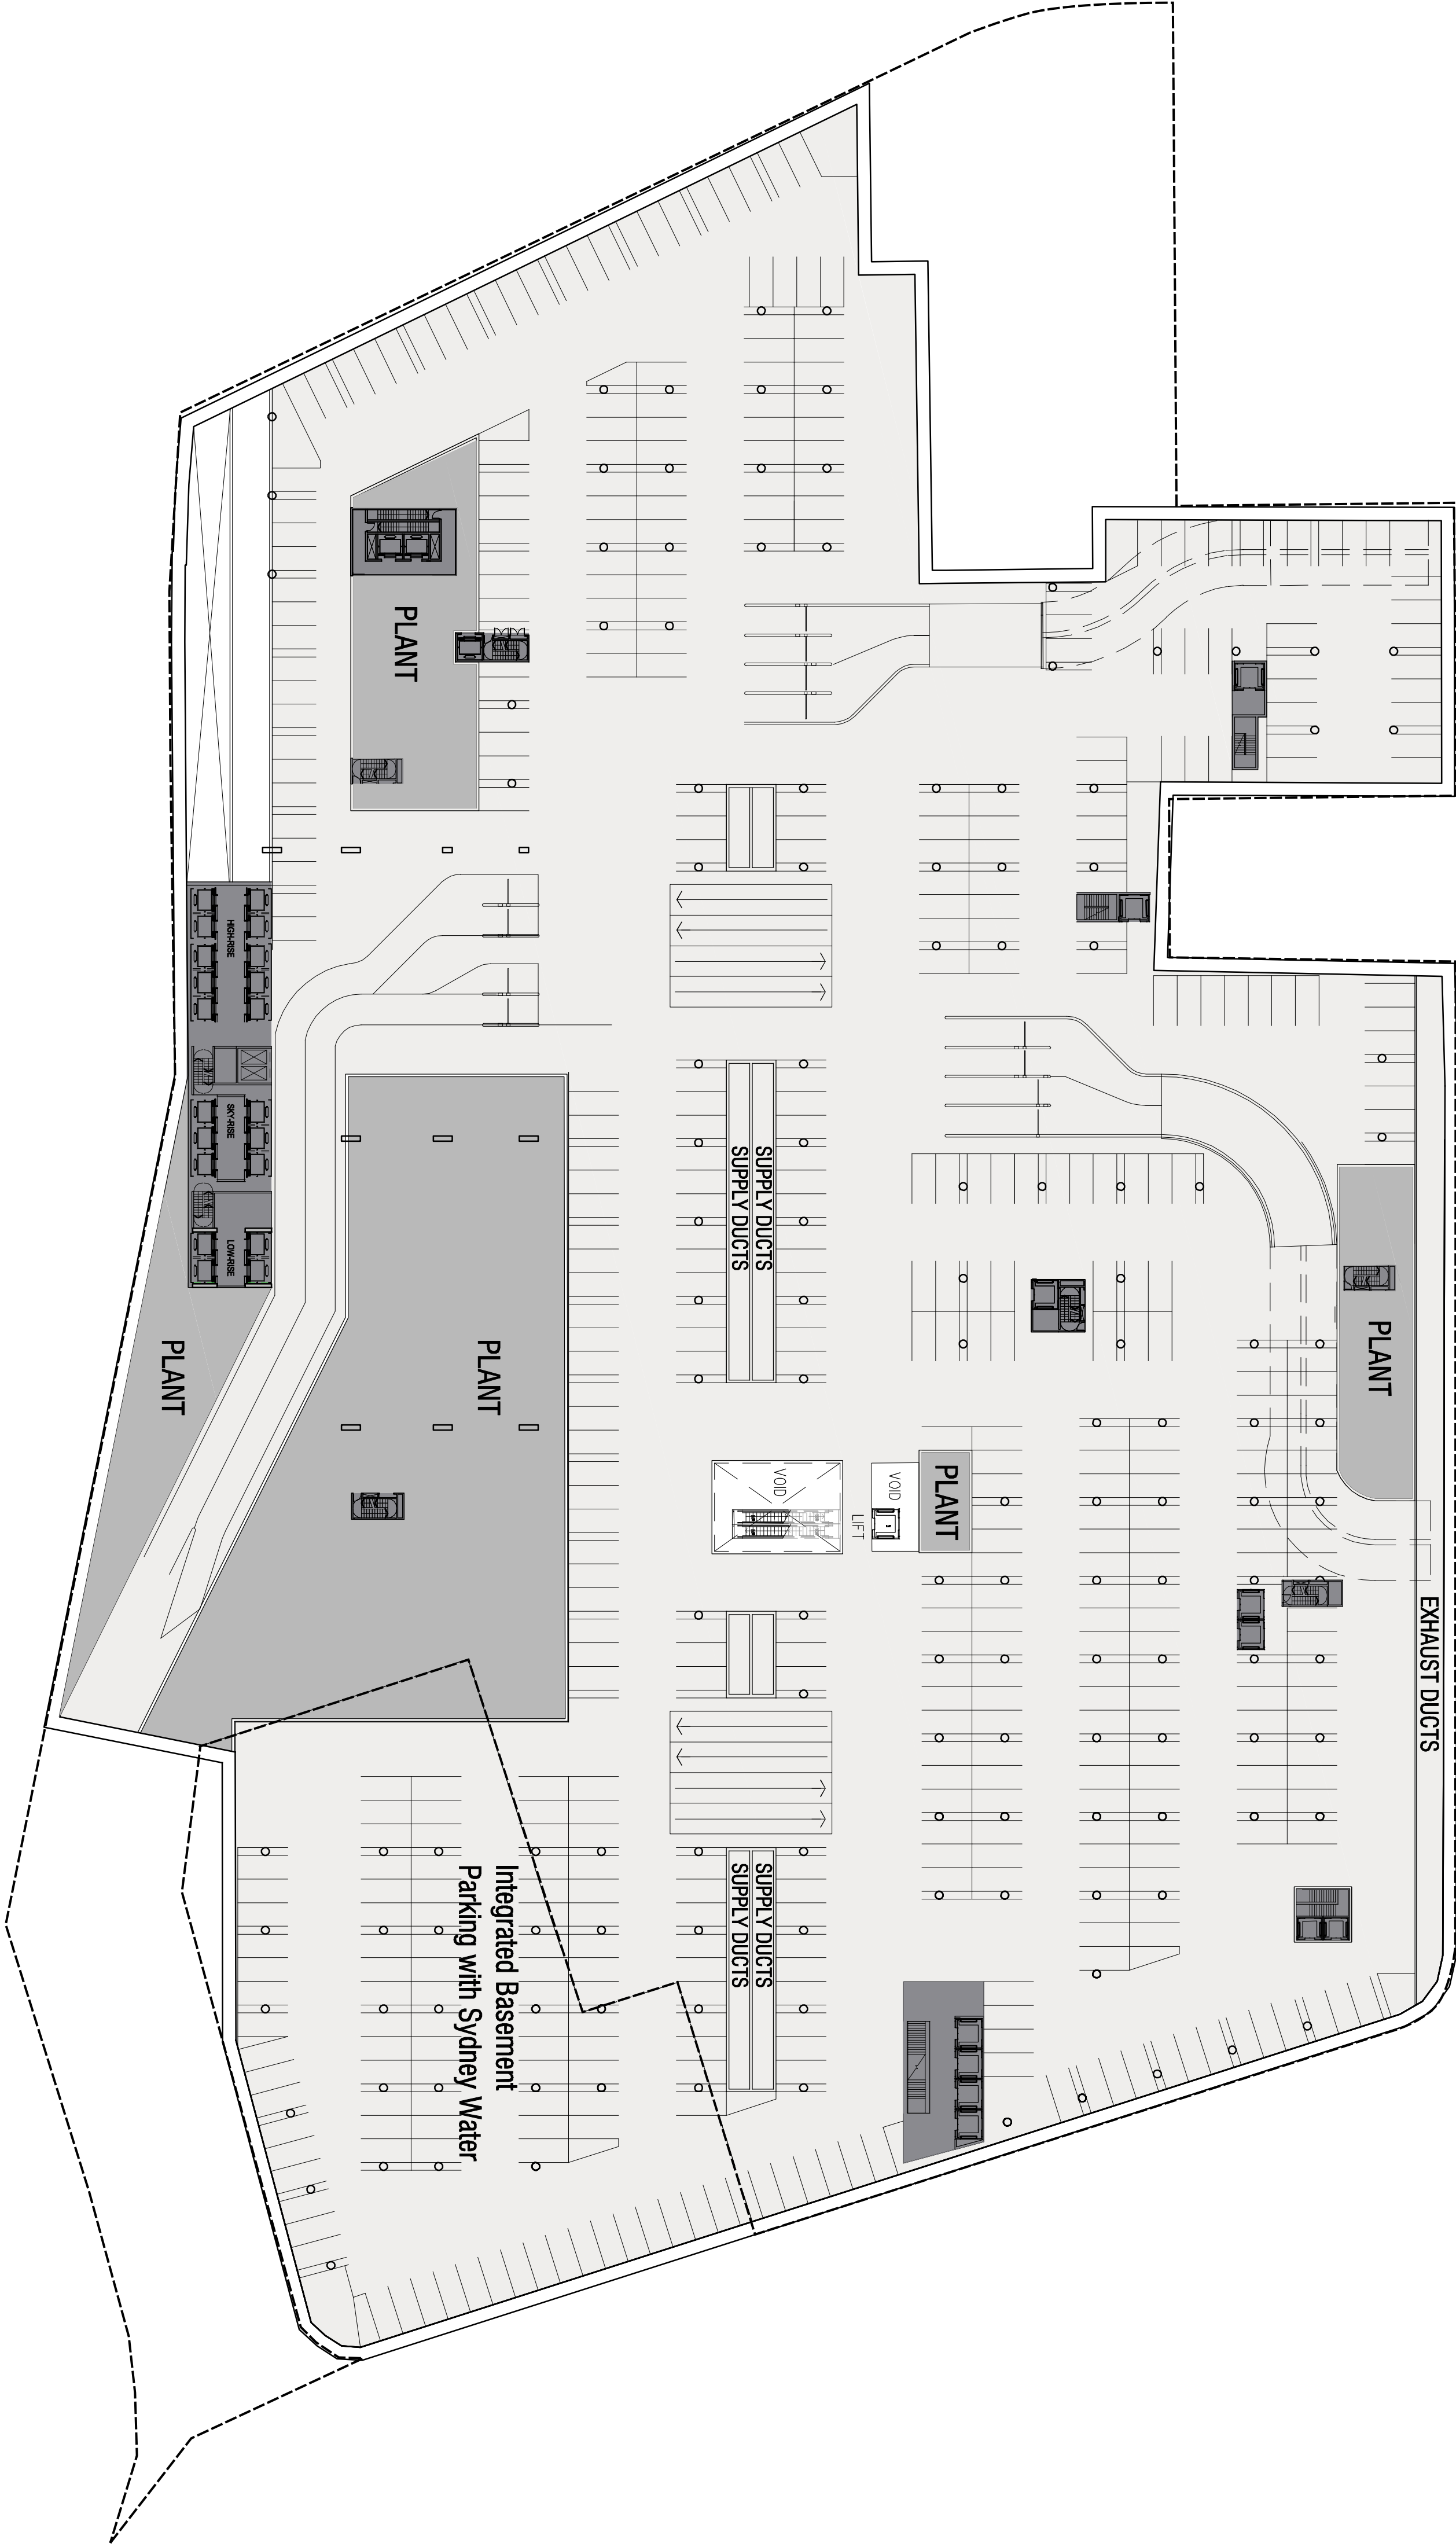 EXHAUST DUCTS
PLANT
PLANT
VOID
LIFT
VOID
SUPPLY DUCTS
SUPPLY DUCTS
SUPPLY DUCTS
SUPPLY DUCTS
Integrated Basement
Parking with Sydney Water
PLANT
PLANT
HIGH-RISE
SKY-RISE
LOW-RISE
PLANT